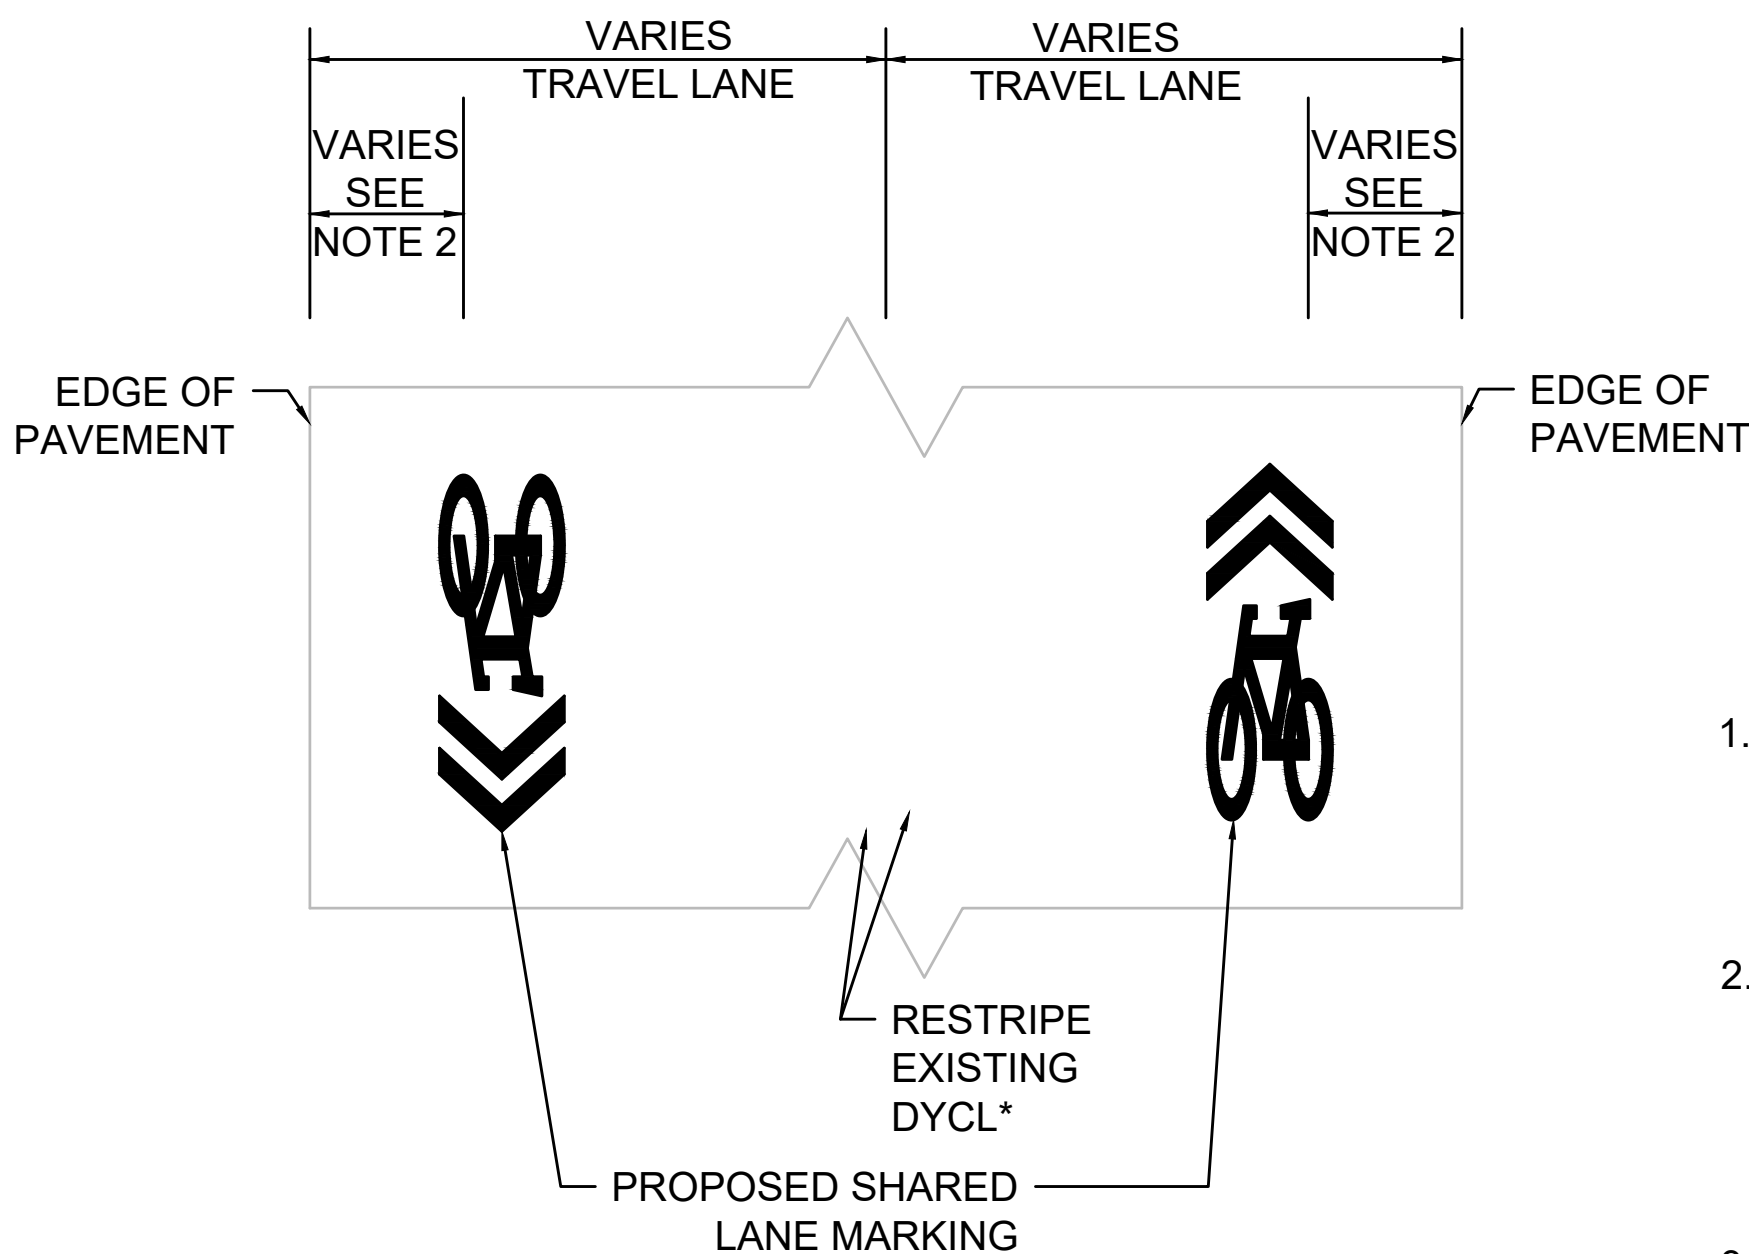 VARIES
TRAVEL LANE
VARIES
TRAVEL LANE
VARIES
SEE
NOTE 2
VARIES
SEE
NOTE 2
EDGE OF
PAVEMENT
EDGE OF
PAVEMENT
1.
2.
RESTRIPE
EXISTING
DYCL*
PROPOSED SHARED
LANE MARKING